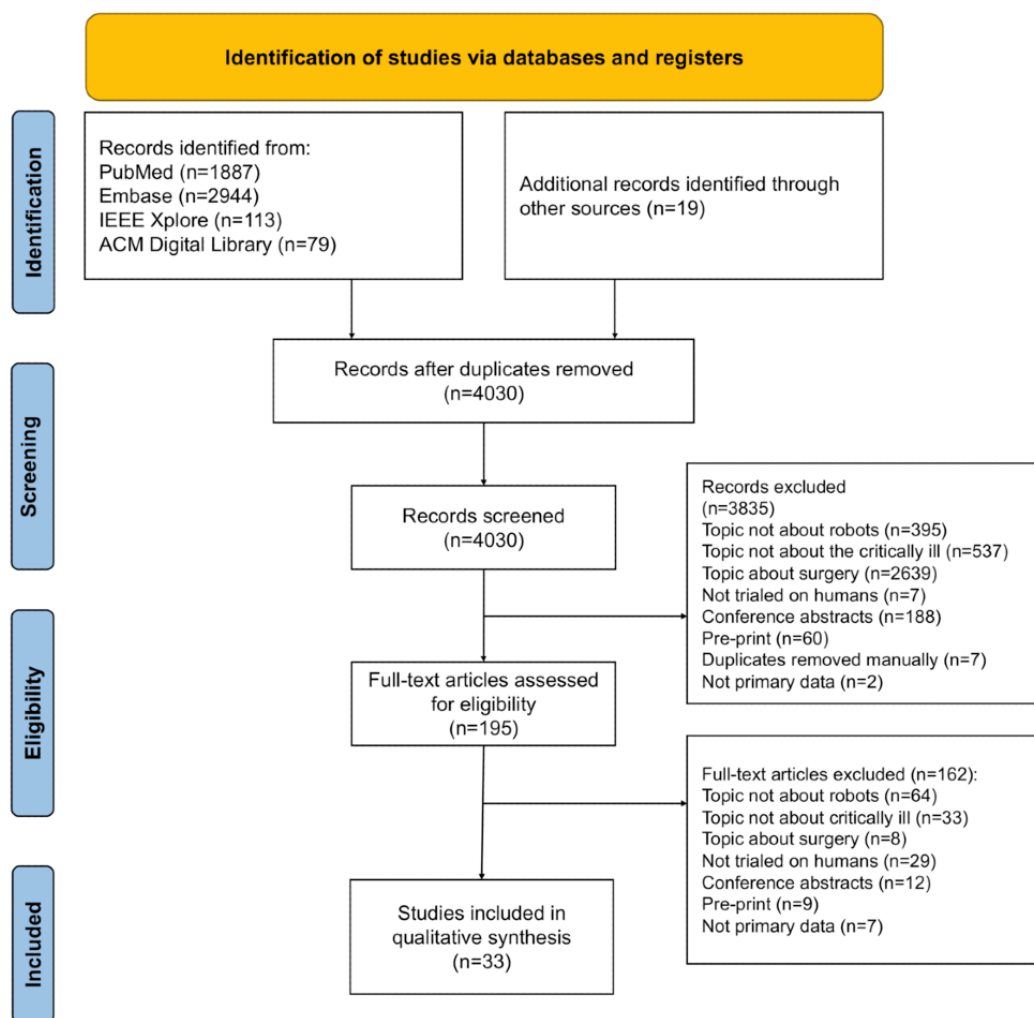 Identification of studies via databases and registers
Identification
Records identified from:
PubMed (n=1887)
Embase (n=2944)
IEEE Xplore (n=113)
ACM Digital Library (n=79)
Additional records identified through
other sources (n=19)
Screening
Records after duplicates removed
(n=4030)
Records screened
(n=4030)
Records excluded
(n=3835)
Topic not about robots (n=395)
Topic not about the critically ill (n=537)
Topic about surgery (n=2639)
Not trialed on humans (n=7)
Conference abstracts (n=188)
Pre-print (n=60)
Duplicates removed manually (n=7)
Not primary data (n=2)
Eligibility
Full-text articles assessed
for eligibility
(n=195)
Full-text articles excluded (n=162):
Topic not about robots (n=64)
Topic not about critically ill (n=33)
Topic about surgery (n=8)
Not trialed on humans (n=29)
Conference abstracts (n=12)
Pre-print (n=9)
Not primary data (n=7)
Included
Studies included in
qualitative synthesis
(n=33)